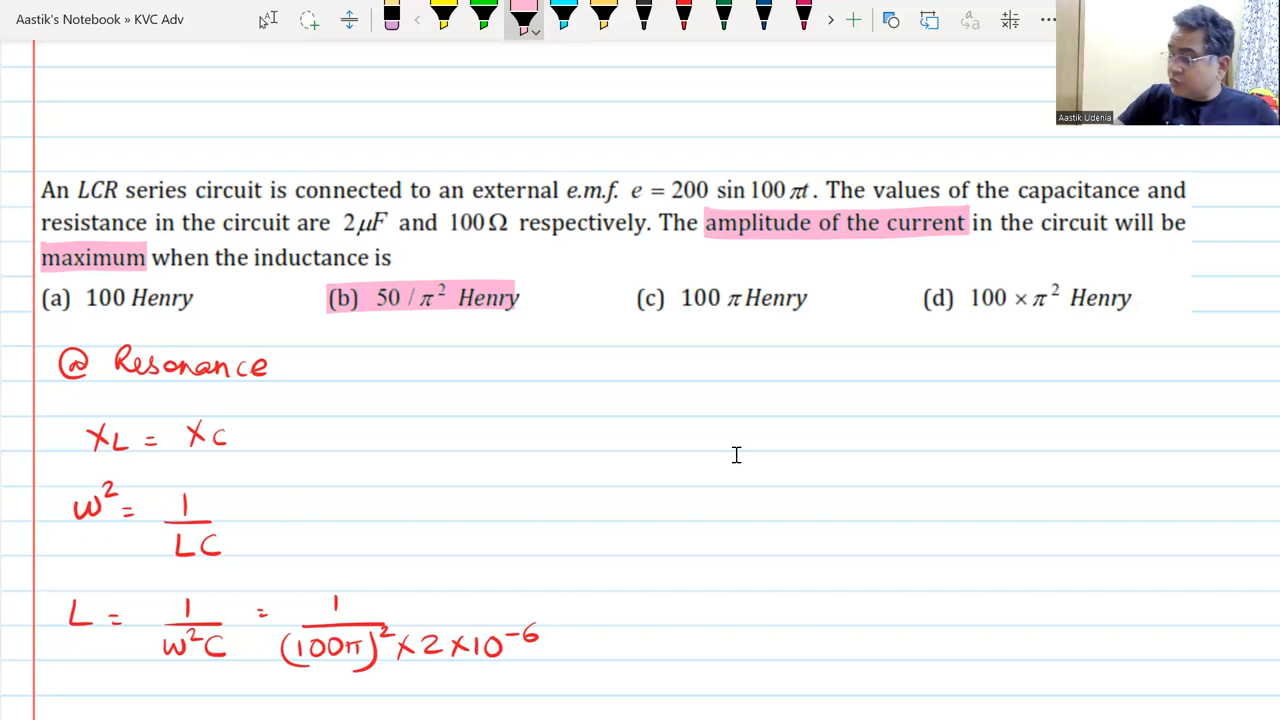 Aastik's Notebook » KVC Adv
Aastik Udenia
An LCR series circuit is connected to an external e.m.f. e = 200 sin 100 πt. The values of the capacitance and
resistance in the circuit are 2 μF and 100 Ω respectively. The amplitude of the current in the circuit will be
maximum when the inductance is
(a) 100 Henry (b) 50 / π² Henry (c) 100 π Henry (d) 100 × π² Henry
@ Resonance
XL = XC
ω² = 1/LC
L = 1/ω²C = 1/(100π)² × 2 × 10⁻⁶